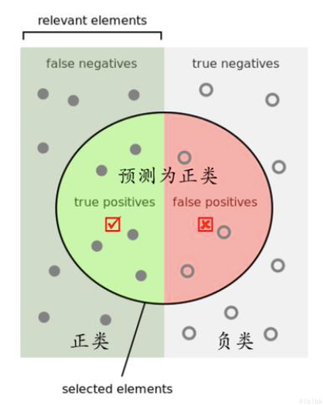 relevant elements
false negatives
true negatives
预测为正类
true positives
false positives
正类
负类
selected elements